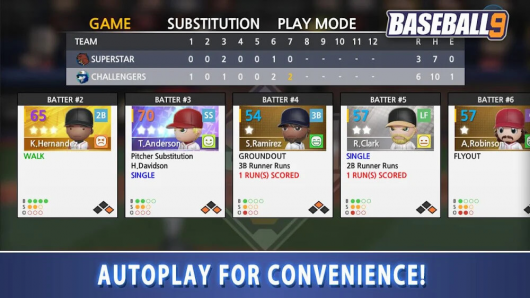 GAME SUBSTITUTION PLAY MODE
BASEBALL 9
TEAM 1 2 3 4 5 6 7 8 9 10 11 12 R H E
SUPERSTAR 0 0 2 0 0 1 0 - - - - - 3 7 0
CHALLENGERS 1 0 0 1 0 2 2 - - - - - 6 10 1
BATTER #2
65 2B
K.Hernandez
WALK
B
S
O
BATTER #3
70 SS
T.Anderson
Pitcher Substitution
H,Davidson
SINGLE
B
S
O
BATTER #4
54 3B
S.Ramirez
GROUNDOUT
3B Runner Runs
1 RUN(S) SCORED
B
S
O
BATTER #5
57 LF
R.Clark
SINGLE
2B Runner Runs
1 RUN(S) SCORED
B
S
O
BATTER #6
57
A.Robinson
FLYOUT
B
S
O
AUTOPLAY FOR CONVENIENCE!